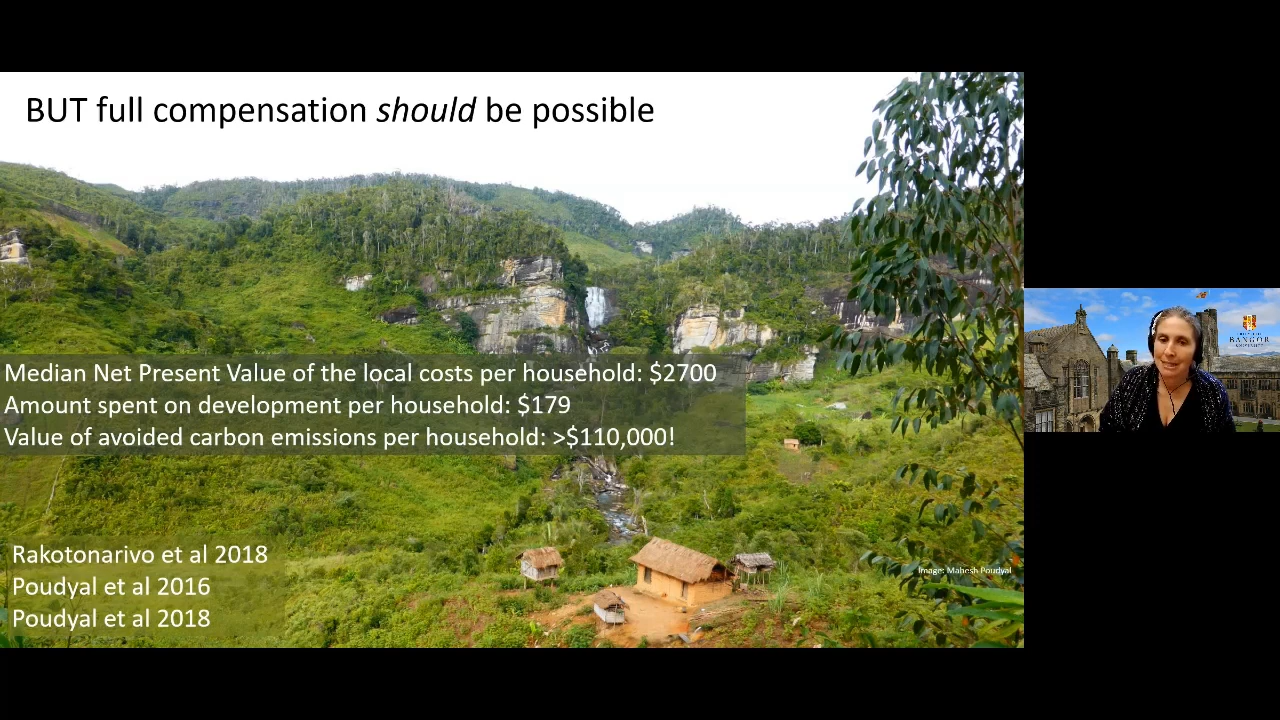 BUT full compensation should be possible
Median Net Present Value of the local costs per household: $2700
Amount spent on development per household: $179
Value of avoided carbon emissions per household: >$110,000!
Rakotonarivo et al 2018
Poudyal et al 2016
Poudyal et al 2018
Image: Mahesh Poudyal
BANGOR
UNIVERSITY